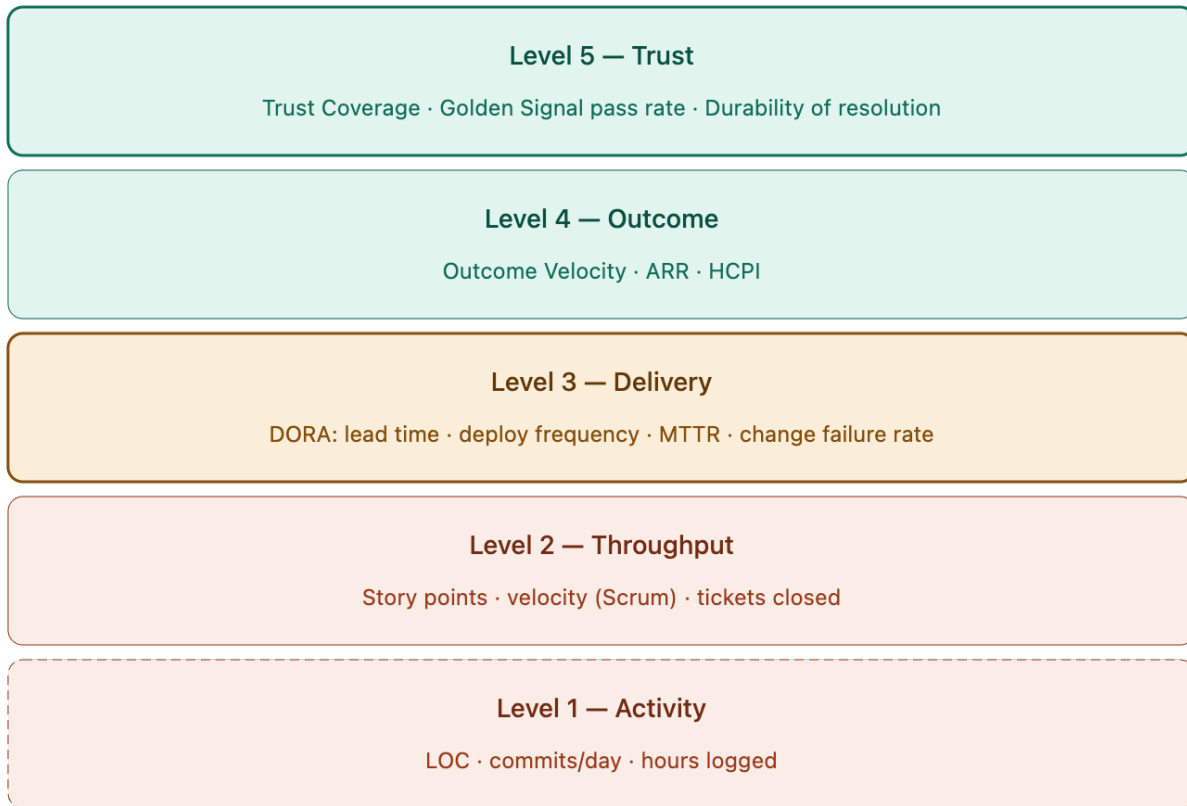 Level 5 — Trust
Trust Coverage · Golden Signal pass rate · Durability of resolution
Level 4 — Outcome
Outcome Velocity · ARR · HCPI
Level 3 — Delivery
DORA: lead time · deploy frequency · MTTR · change failure rate
Level 2 — Throughput
Story points · velocity (Scrum) · tickets closed
Level 1 — Activity
LOC · commits/day · hours logged